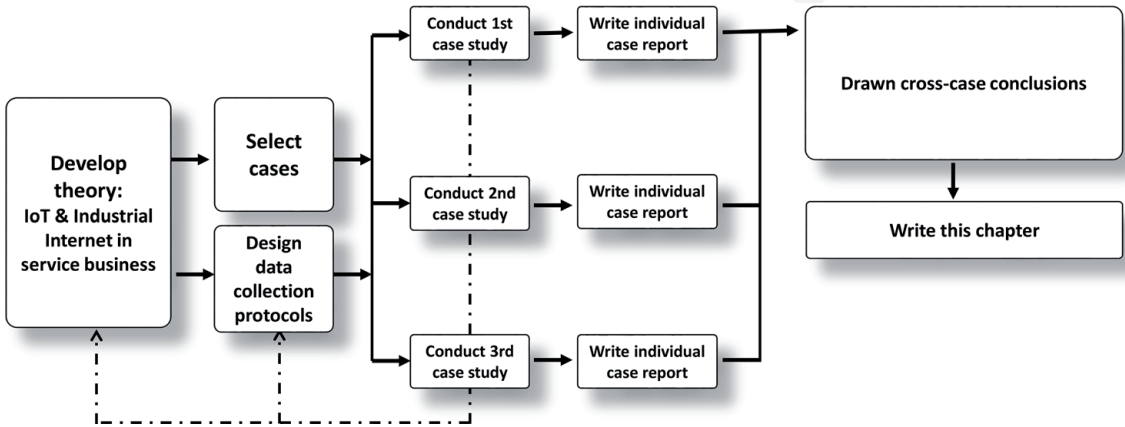 Develop
theory:
IoT & Industrial
Internet in
service business
Select
cases
Design
data
collection
protocols
Conduct 1st
case study
Write individual
case report
Conduct 2nd
case study
Write individual
case report
Conduct 3rd
case study
Write individual
case report
Drawn cross-case conclusions
Write this chapter